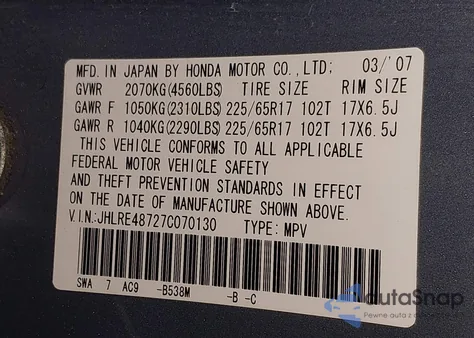 MFD. IN JAPAN BY HONDA MOTOR CO.,LTD; 03/'07
GVWR 2070KG(4560LBS) TIRE SIZE RIM SIZE
GAWR F 1050KG(2310LBS) 225/65R17 102T 17X6.5J
GAWR R 1040KG(2290LBS) 225/65R17 102T 17X6.5J
THIS VEHICLE CONFORMS TO ALL APPLICABLE
FEDERAL MOTOR VEHICLE SAFETY
AND THEFT PREVENTION STANDARDS IN EFFECT
ON THE DATE OF MANUFACTURE SHOWN ABOVE.
V.I.N:JHLRE48727C070130 TYPE: MPV
SWA 7 AC9 -B538M -B -C
autaSnap
Pewne auta z